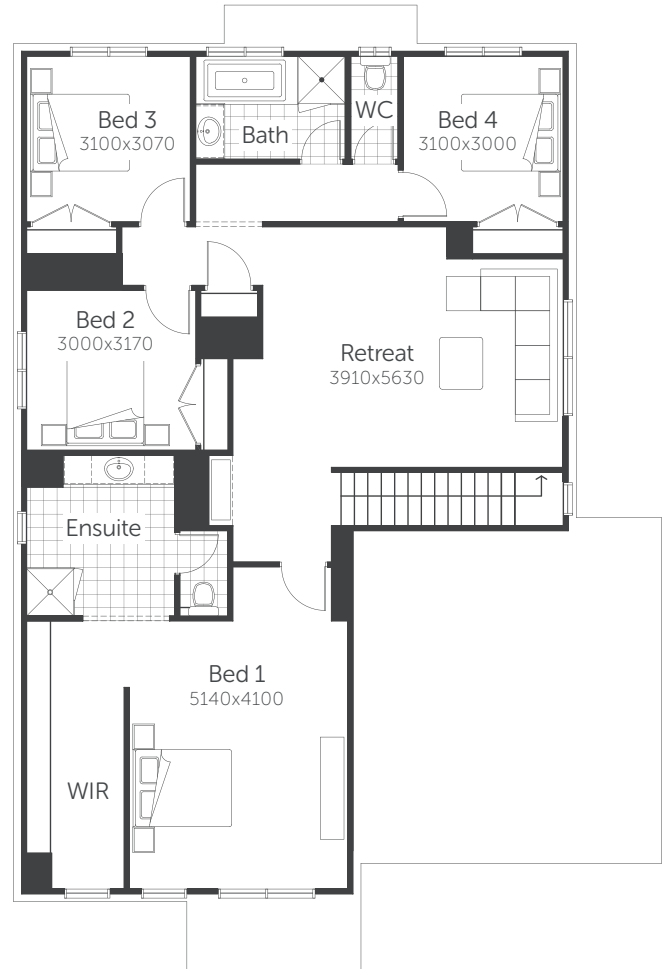 Bed 3
3100x3070
Bath
WC
Bed 4
3100x3000
Bed 2
3000x3170
Retreat
3910x5630
Ensuite
Bed 1
5140x4100
WIR